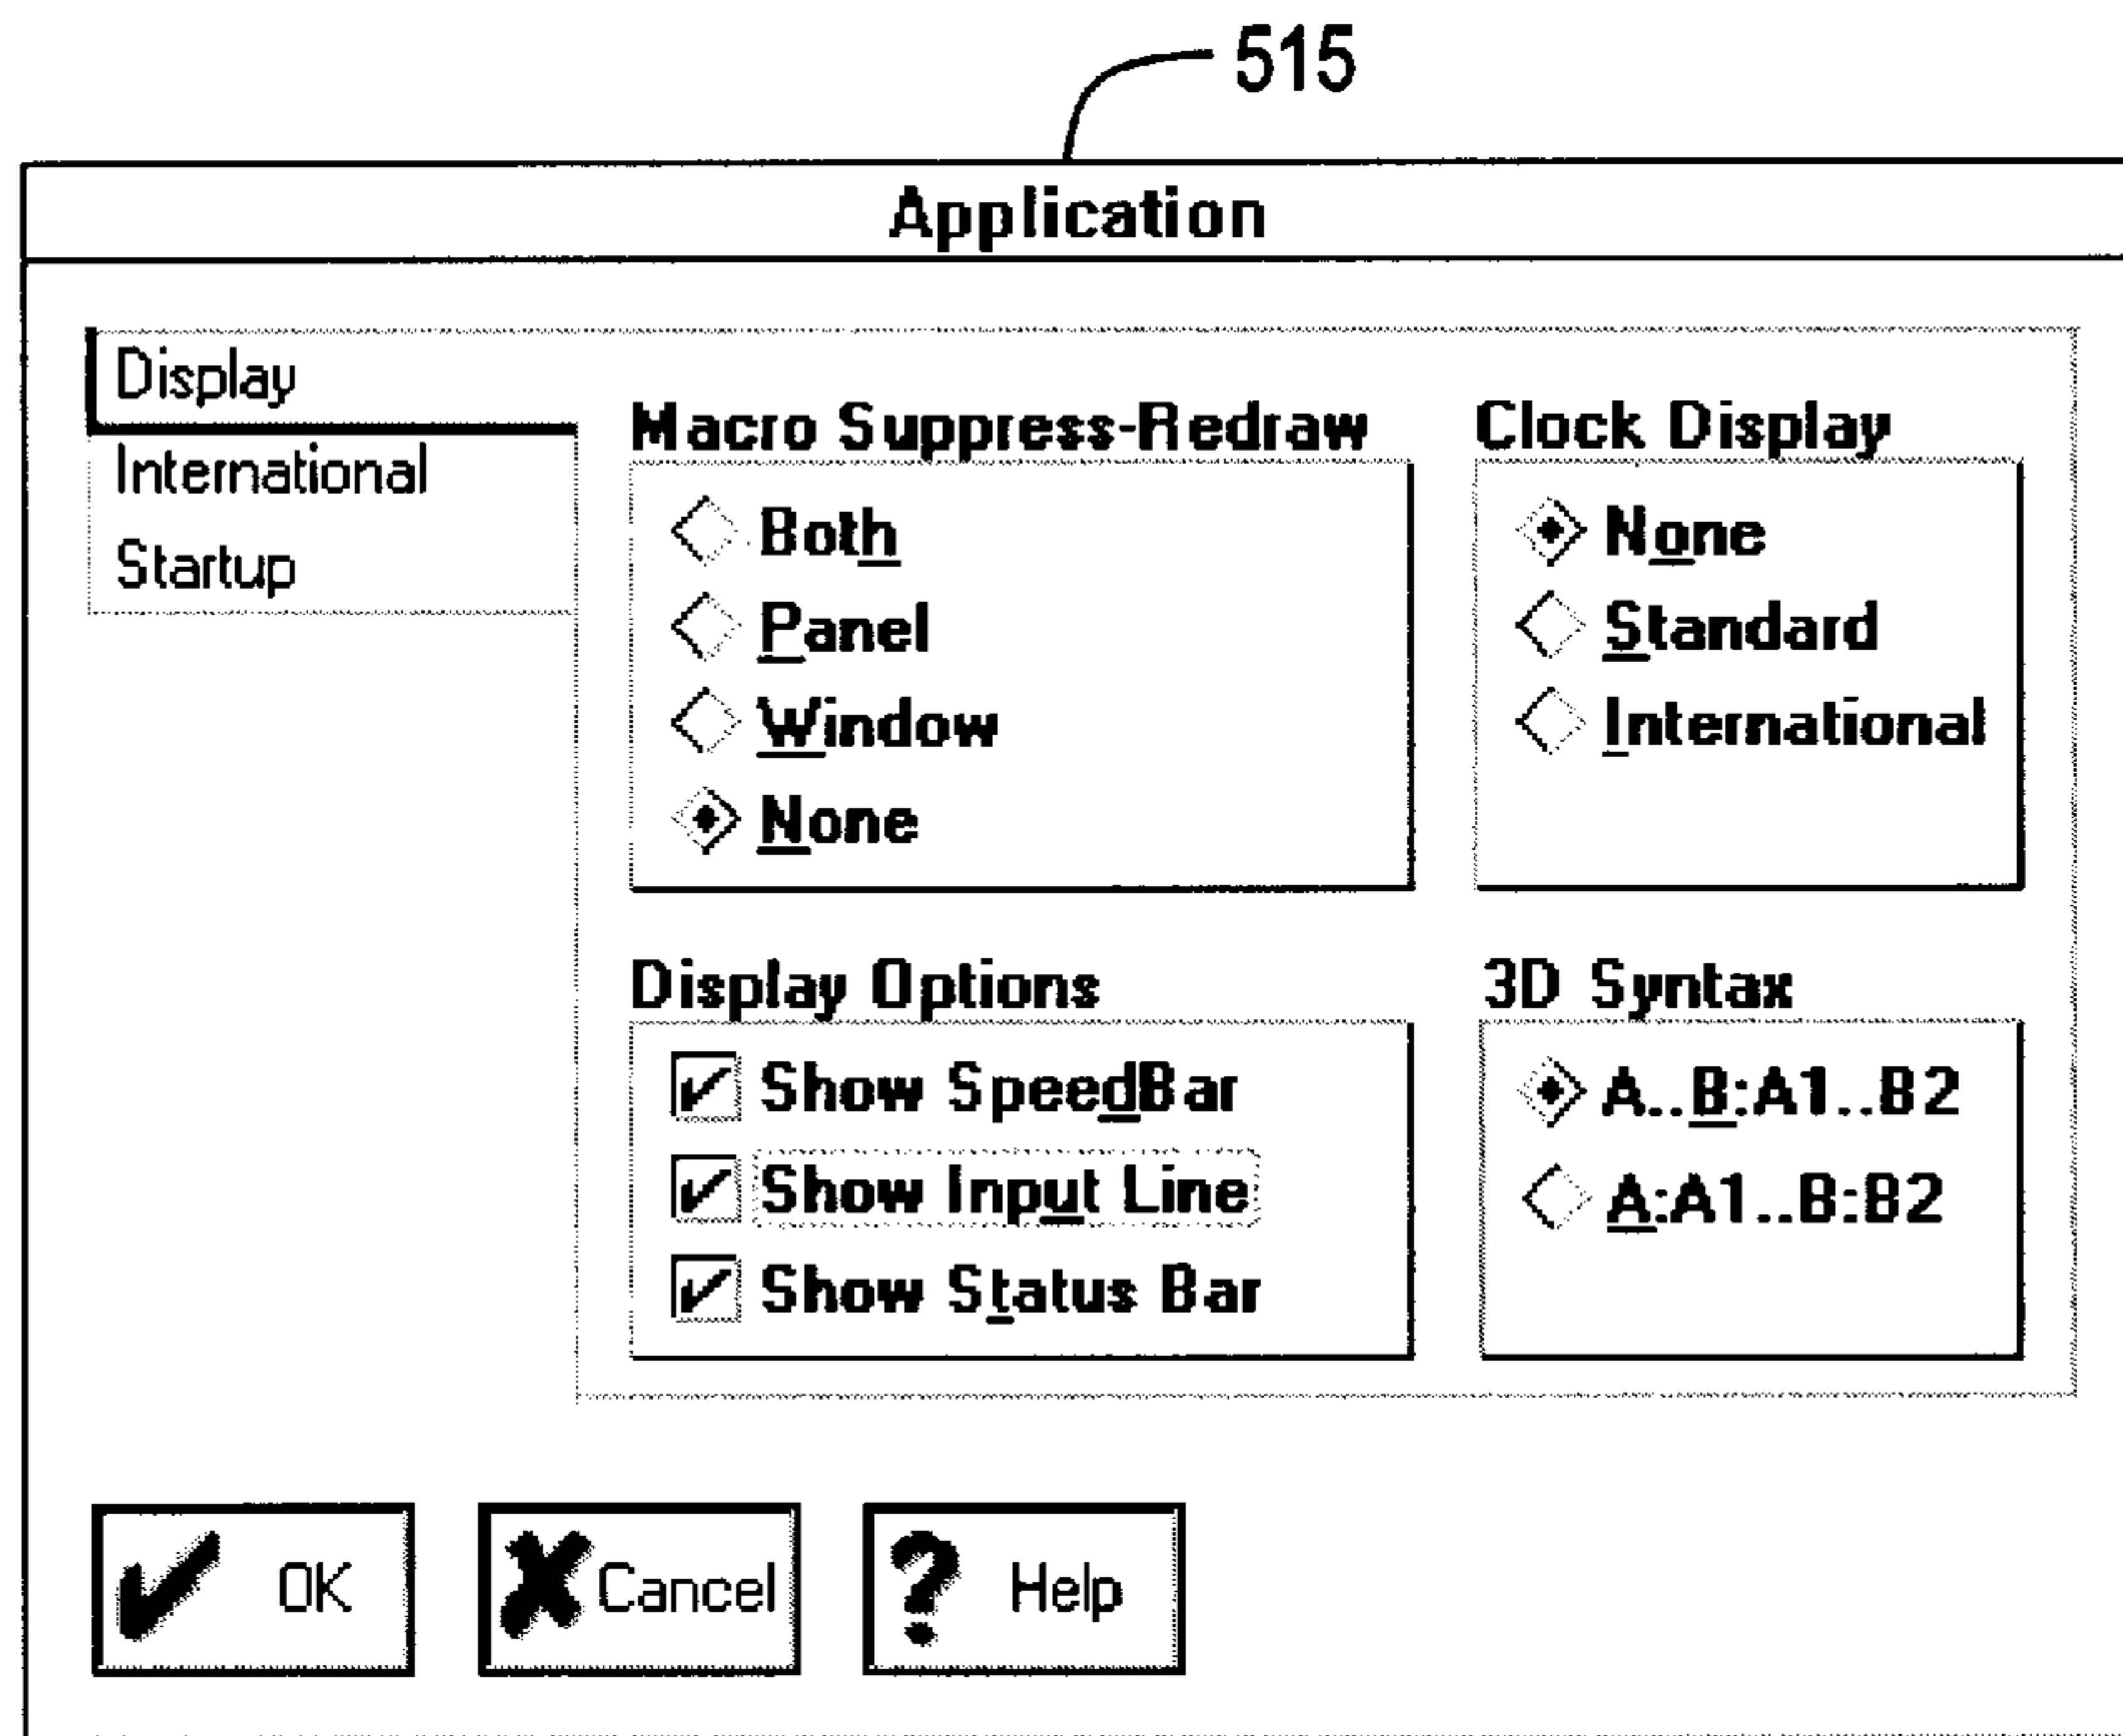 515
Application
Display
International
Startup
Macro Suppress-Redraw
Both
Panel
Window
None
Clock Display
None
Standard
International
Display Options
Show SpeedBar
Show Input Line
Show Status Bar
3D Syntax
A..B:A1..B2
A:A1..B:B2
OK
Cancel
Help